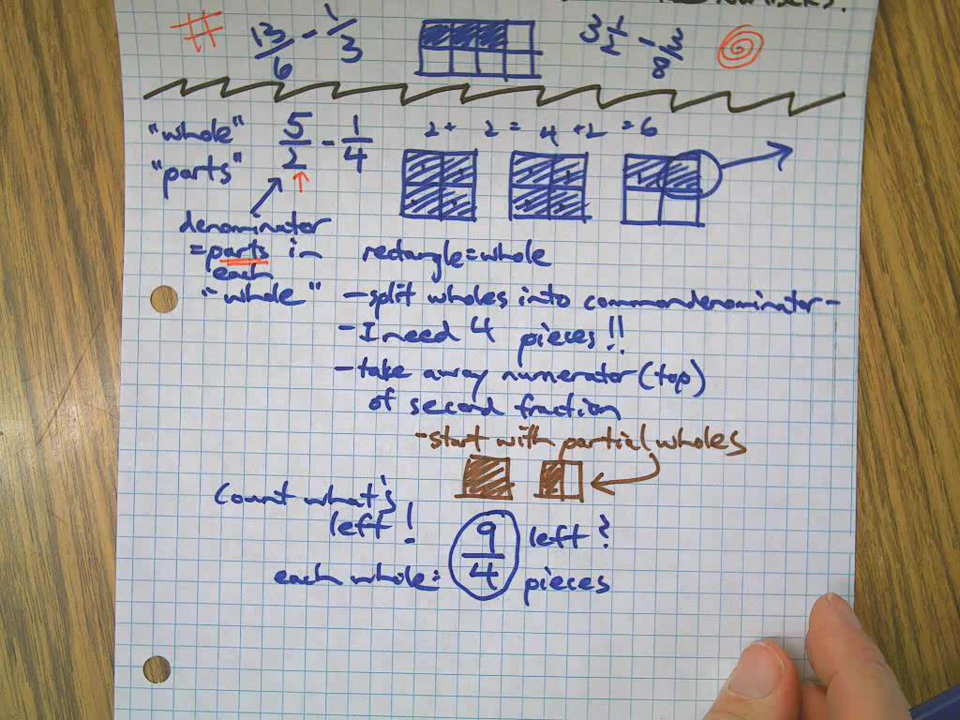 numbers.
13/6 - 1/3
3 1/2 - 3/8
"whole" 5/2 - 1/4 2 + 2 = 4 + 2 = 6
"parts"
denominator
= parts in
each
"whole"
rectangle = whole
- split wholes into common denominator -
- I need 4 pieces!!
- take away numerator (top)
of second fraction
- start with partial wholes
Count what's
left!
9/4 left?
each whole = pieces